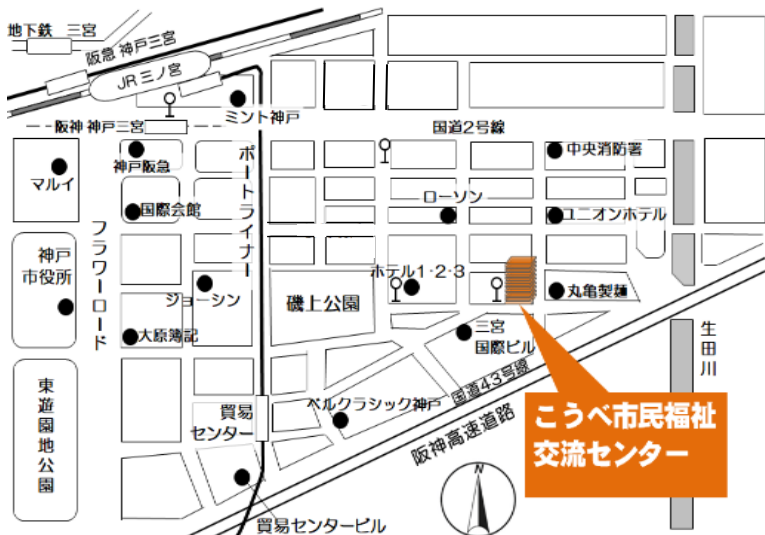 地下鉄 三宮
阪急 神戸三宮
JR 三ノ宮
ミント神戸
阪神 神戸三宮
国道2号線
神戸阪急
中央消防署
マルイ
ポートライナー
国際会館
ローソン
ユニオンホテル
フラワーロード
神戸
市役所
ジョーシン
ホテル1・2・3
磯上公園
丸亀製麺
大原簿記
三宮
国際ビル
生田川
国道43号線
東遊園地公園
貿易
センター
ベルクラシック神戸
阪神高速道路
こうべ市民福祉
交流センター
N
貿易センタービル